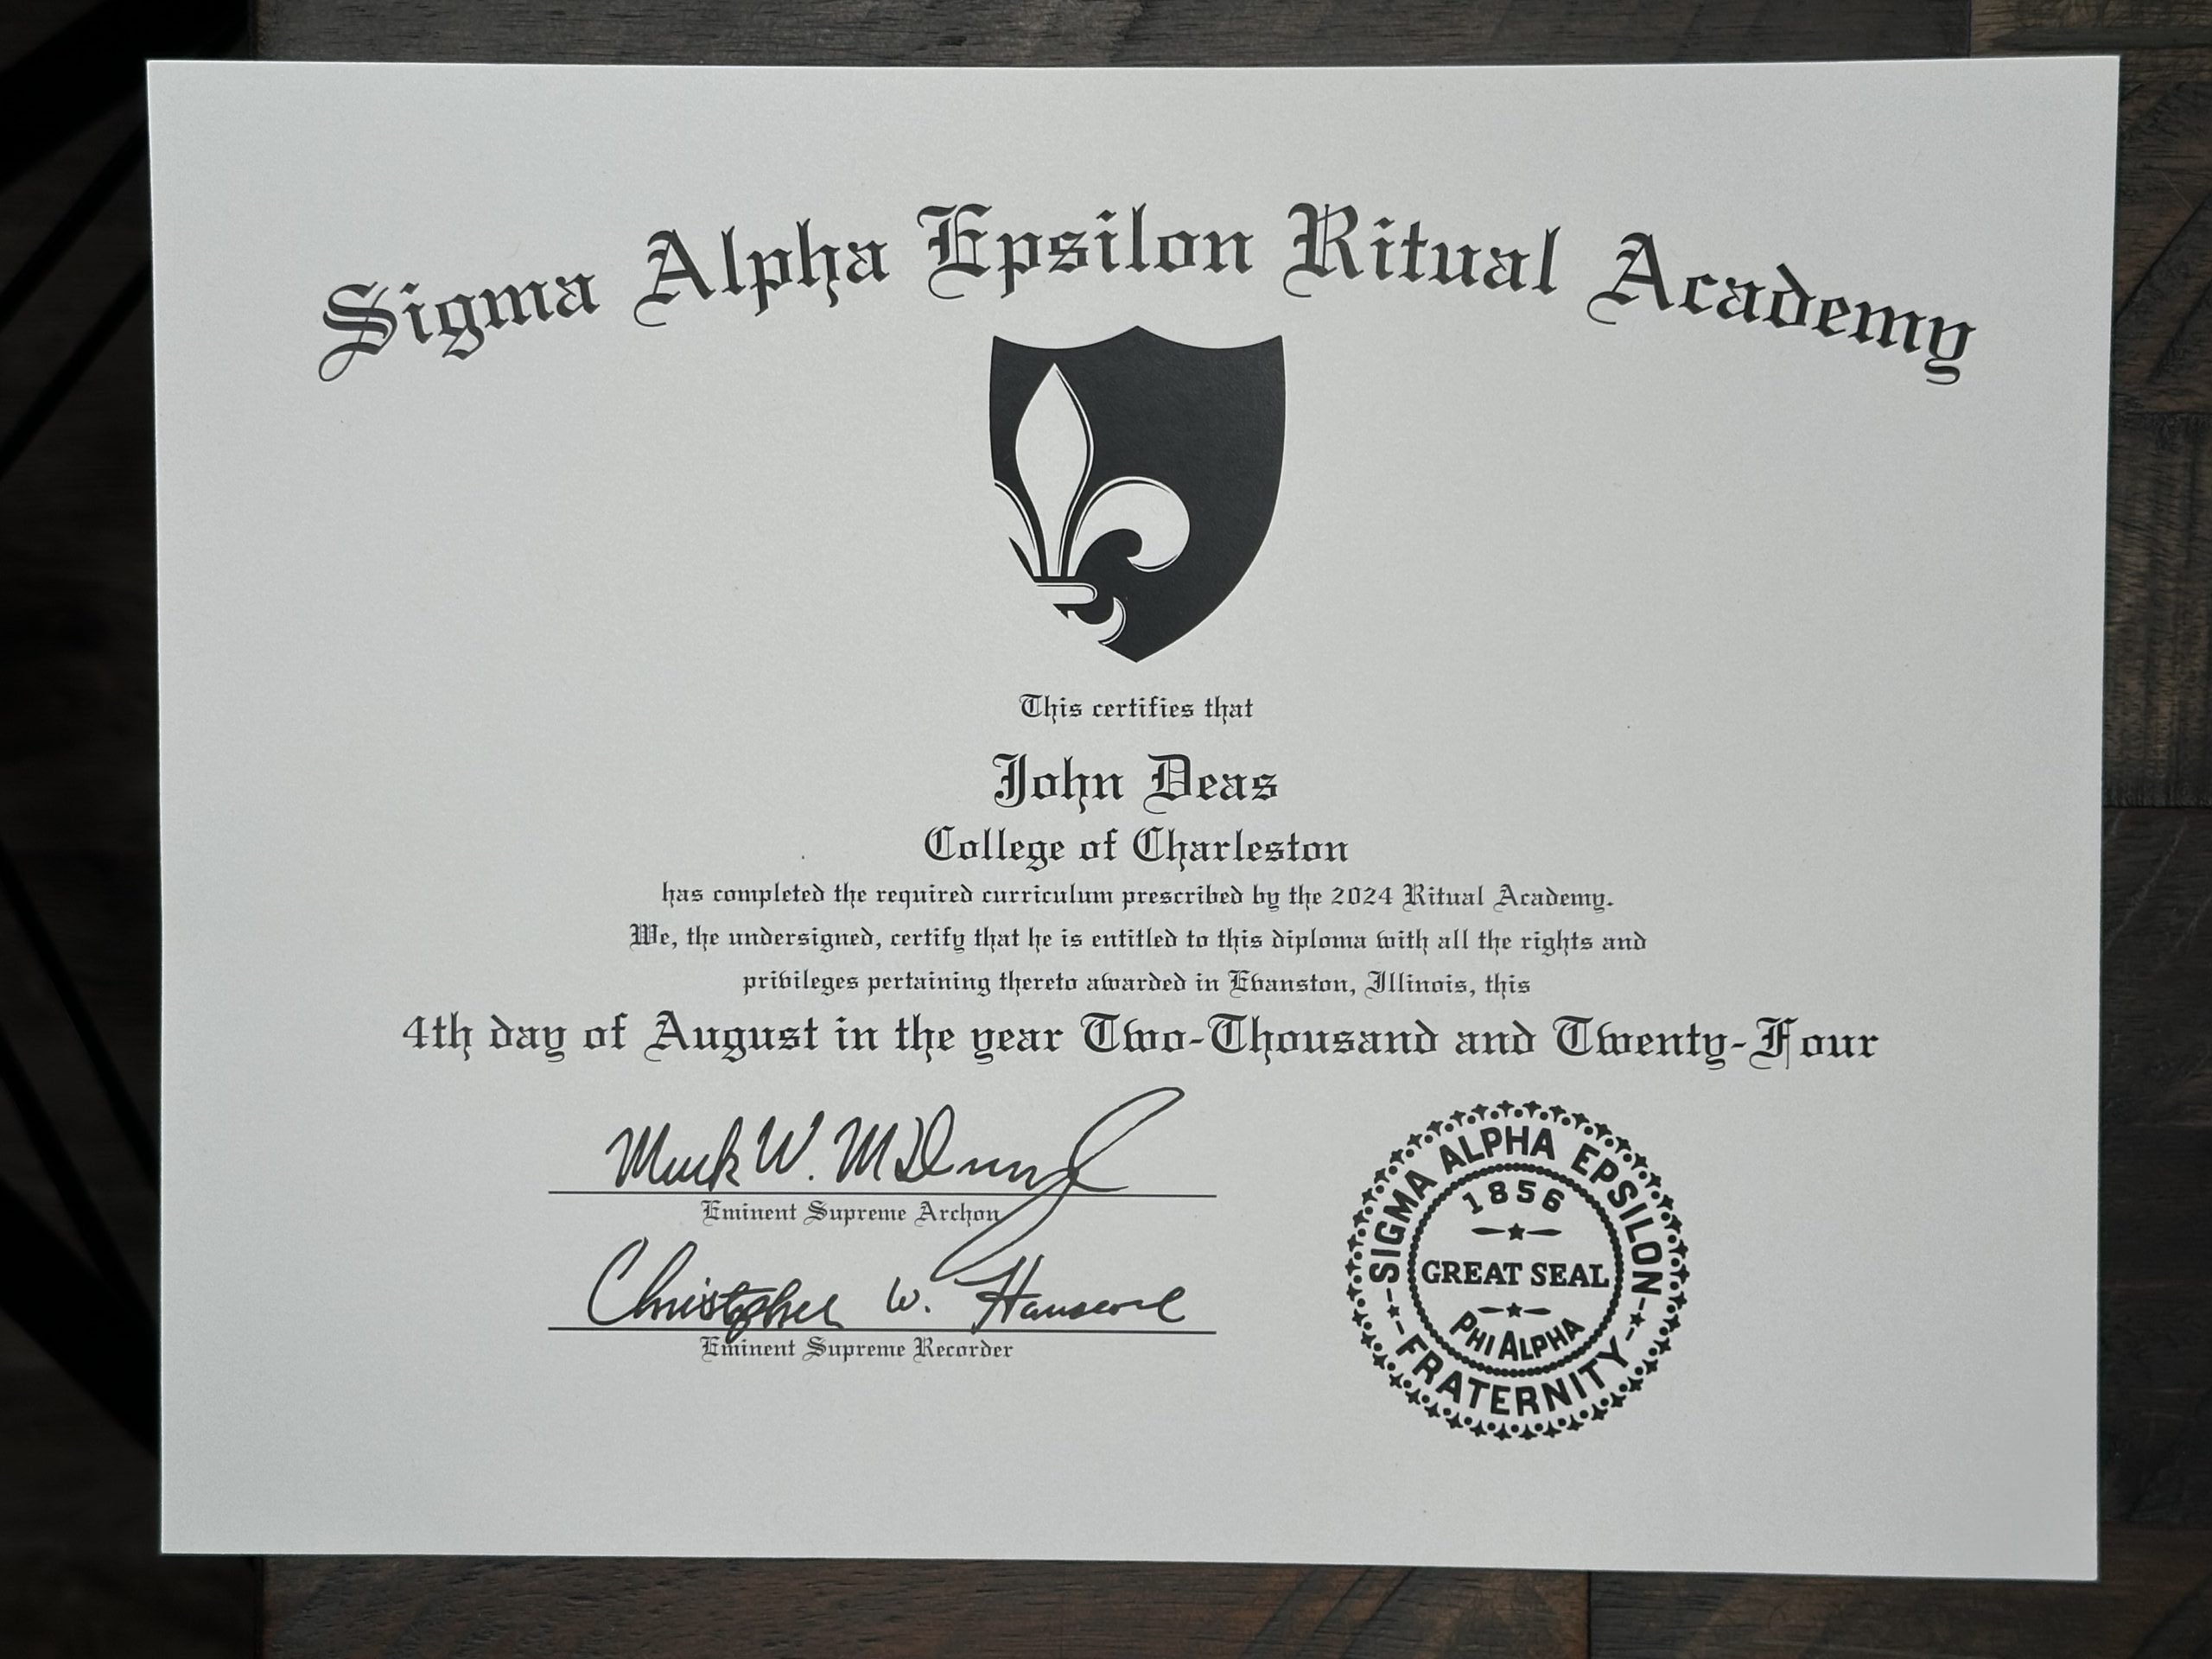 Sigma Alpha Epsilon Ritual Academy
This certifies that
John Deas
College of Charleston
has completed the required curriculum prescribed by the 2024 Ritual Academy.
We, the undersigned, certify that he is entitled to this diploma with all the rights and
privileges pertaining thereto awarded in Evanston, Illinois, this
4th day of August in the year Two-Thousand and Twenty-Four
Mark W. M
Eminent Supreme Archon
Christopher W.
Eminent Supreme Recorder
SIGMA ALPHA EPSILON
1856
GREAT SEAL
PHI ALPHA
FRATERNITY